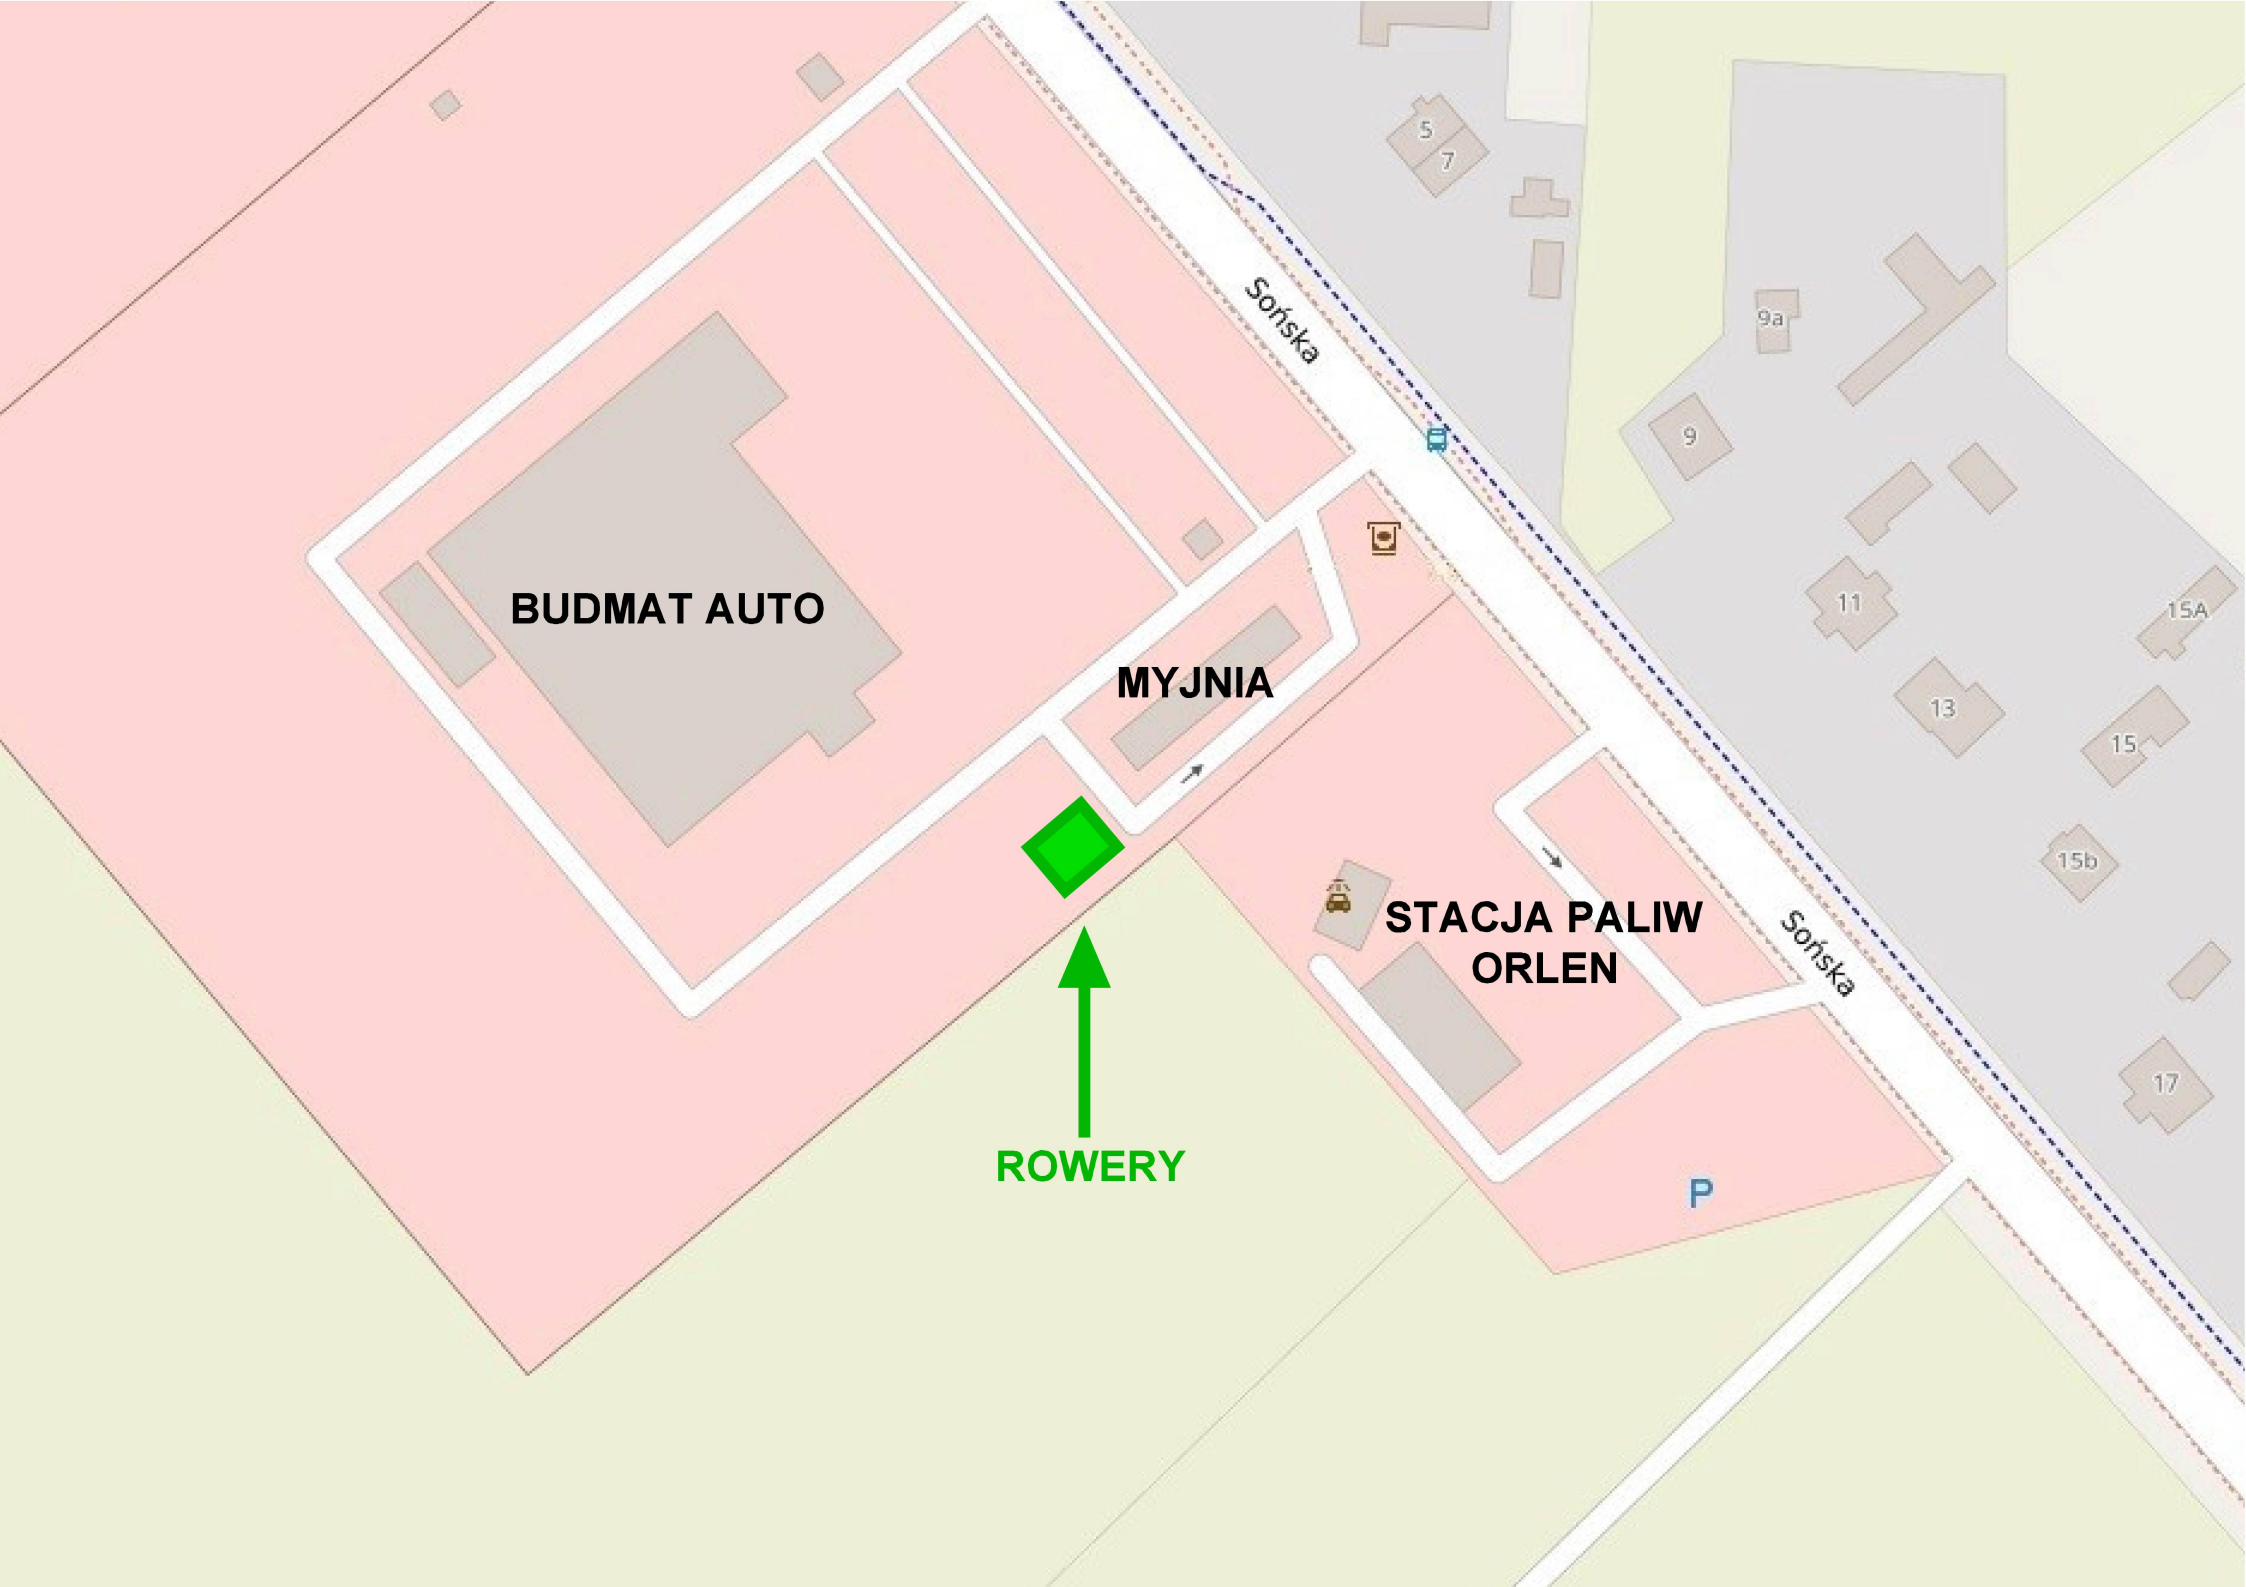 5
7
Sońska
9a
9
BUDMAT AUTO
11
15A
MYJNIA
13
15
15b
STACJA PALIW
ORLEN
Sońska
17
ROWERY
P